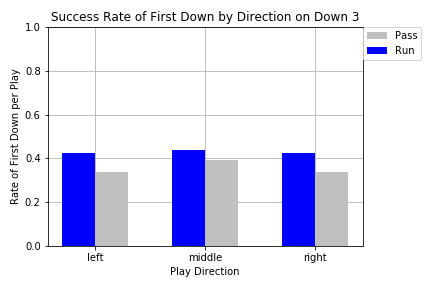 Success Rate of First Down by Direction on Down 3
Pass
Run
Rate of First Down per Play
1.0
0.8
0.6
0.4
0.2
0.0
left middle right
Play Direction